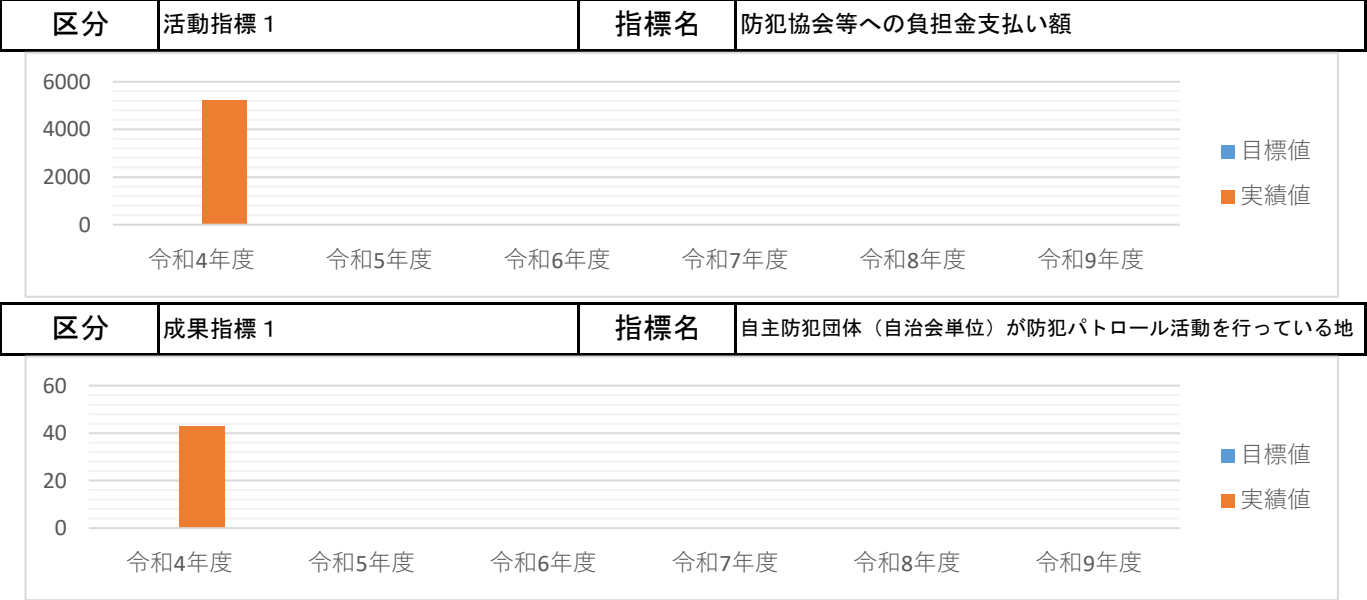 区分 活動指標１ 指標名 防犯協会等への負担金支払い額
6000
4000
2000
0
令和4年度 令和5年度 令和6年度 令和7年度 令和8年度 令和9年度
目標値
実績値
区分 成果指標１ 指標名 自主防犯団体（自治会単位）が防犯パトロール活動を行っている地
60
40
20
0
令和4年度 令和5年度 令和6年度 令和7年度 令和8年度 令和9年度
目標値
実績値